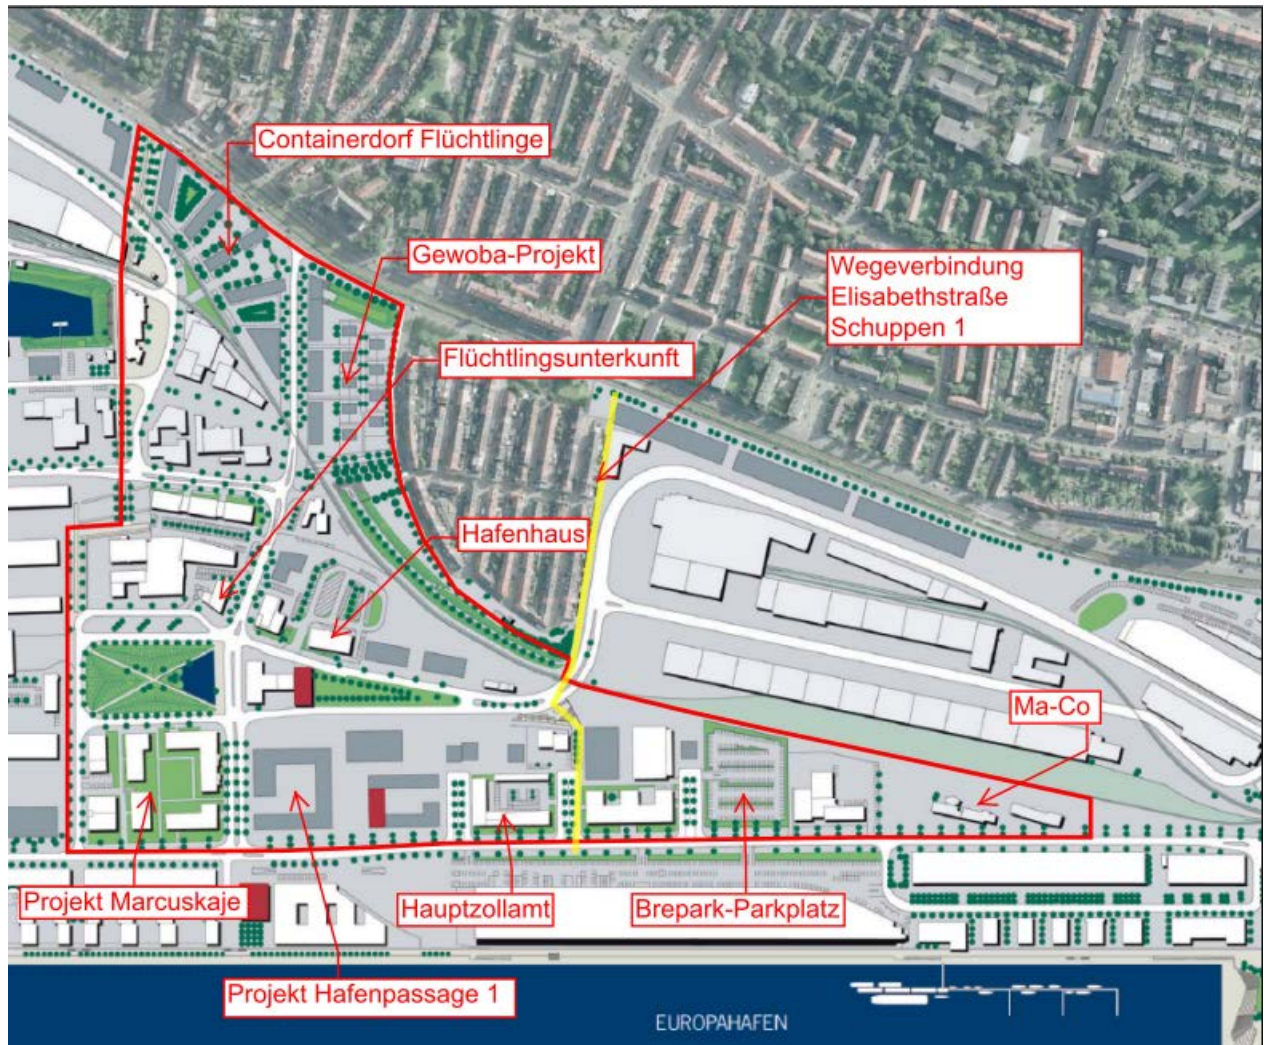 Containerdorf Flüchtlinge
Gewoba-Projekt
Wegeverbindung
Elisabethstraße
Schuppen 1
Flüchtlingsunterkunft
Hafenhaus
Ma-Co
Projekt Marcuskaje
Hauptzollamt
Brepark-Parkplatz
Projekt Hafenpassage 1
EUROPAHAFEN